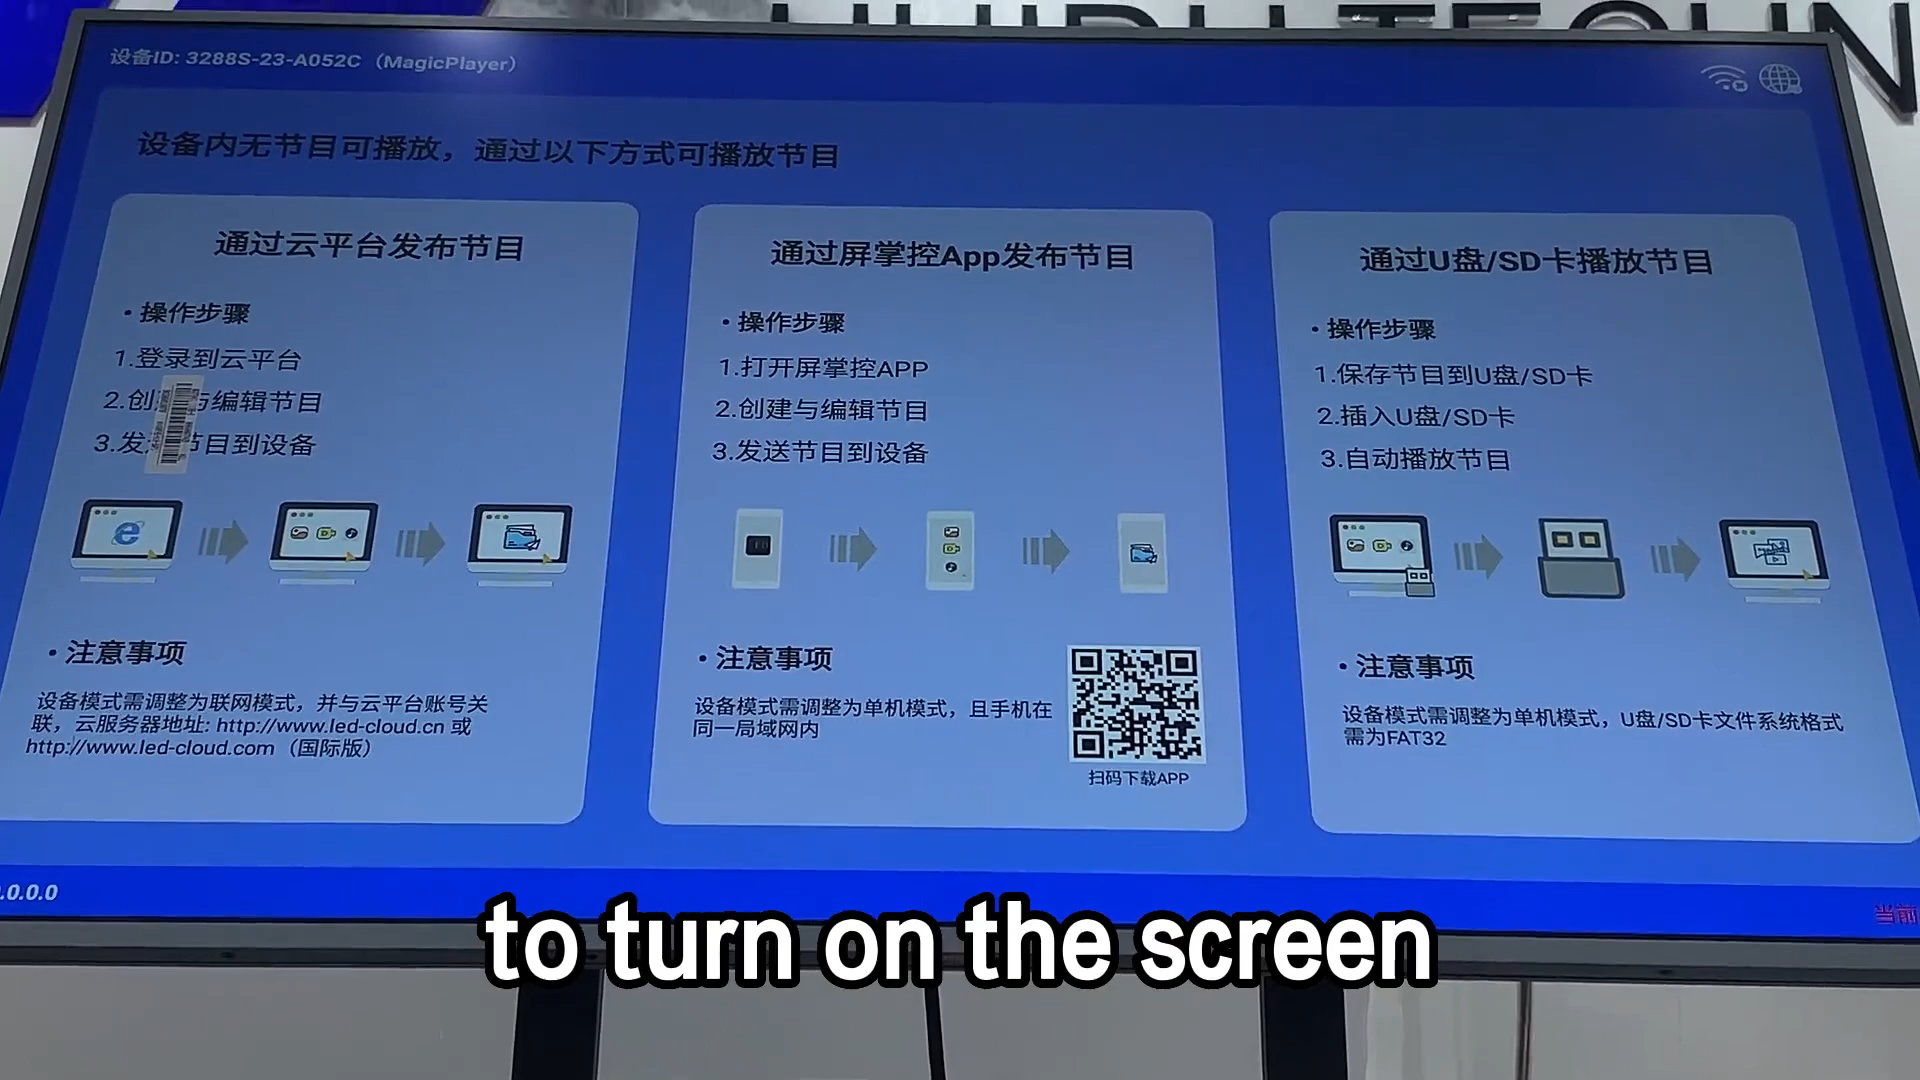 设备ID: 3288S-23-A052C（MagicPlayer）
设备内无节目可播放，通过以下方式可播放节目
通过云平台发布节目
·操作步骤
1.登录到云平台
2.创 与编辑节目
3.发 节目到设备
·注意事项
设备模式需调整为联网模式，并与云平台账号关
联，云服务器地址: http://www.led-cloud.cn 或
http://www.led-cloud.com（国际版）
通过屏掌控App发布节目
·操作步骤
1.打开屏掌控APP
2.创建与编辑节目
3.发送节目到设备
·注意事项
设备模式需调整为单机模式，且手机在
同一局域网内
扫码下载APP
通过U盘/SD卡播放节目
·操作步骤
1.保存节目到U盘/SD卡
2.插入U盘/SD卡
3.自动播放节目
·注意事项
设备模式需调整为单机模式，U盘/SD卡文件系统格式
需为FAT32
.0.0.0
当前
to turn on the screen